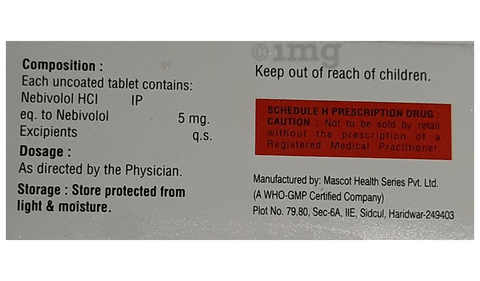 ©img
Composition :
Each uncoated tablet contains:
Nebivolol HCl IP
eq. to Nebivolol 5 mg.
Excipients q.s.
Dosage :
As directed by the Physician.
Storage : Store protected from
light & moisture.
Keep out of reach of children.
SCHEDULE H PRESCRIPTION DRUG :
CAUTION : Not to be sold by retail
without the prescription of a
Registered Medical Practitioner.
Manufactured by: Mascot Health Series Pvt. Ltd.
(A WHO-GMP Certified Company)
Plot No. 79,80, Sec-6A, IIE, Sidcul, Haridwar-249403